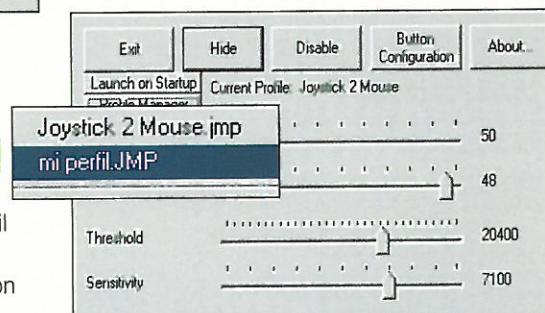 Exit Hide Disable Button Configuration About...
Launch on Startup Current Profile: Joystick 2 Mouse
Profile Manager
Joystick 2 Mouse.jmp
50
mi perfil.JMP
48
Threshold 20400
Sensitivity 7100
on